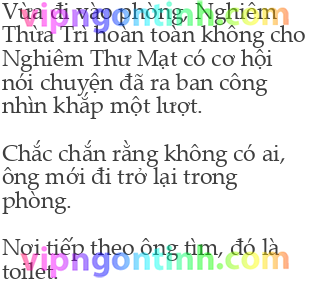 Vừa đi vào phòng, Nghiêm
Thừa Trí hoàn toàn không cho
Nghiêm Thư Mạt có cơ hội
nói chuyện đã ra ban công
nhìn khắp một lượt.
Chắc chắn rằng không có ai,
ông mới đi trở lại trong
phòng.
Nơi tiếp theo ông tìm, đó là
toilet.
vipngontinh.com
vipngontinh.com